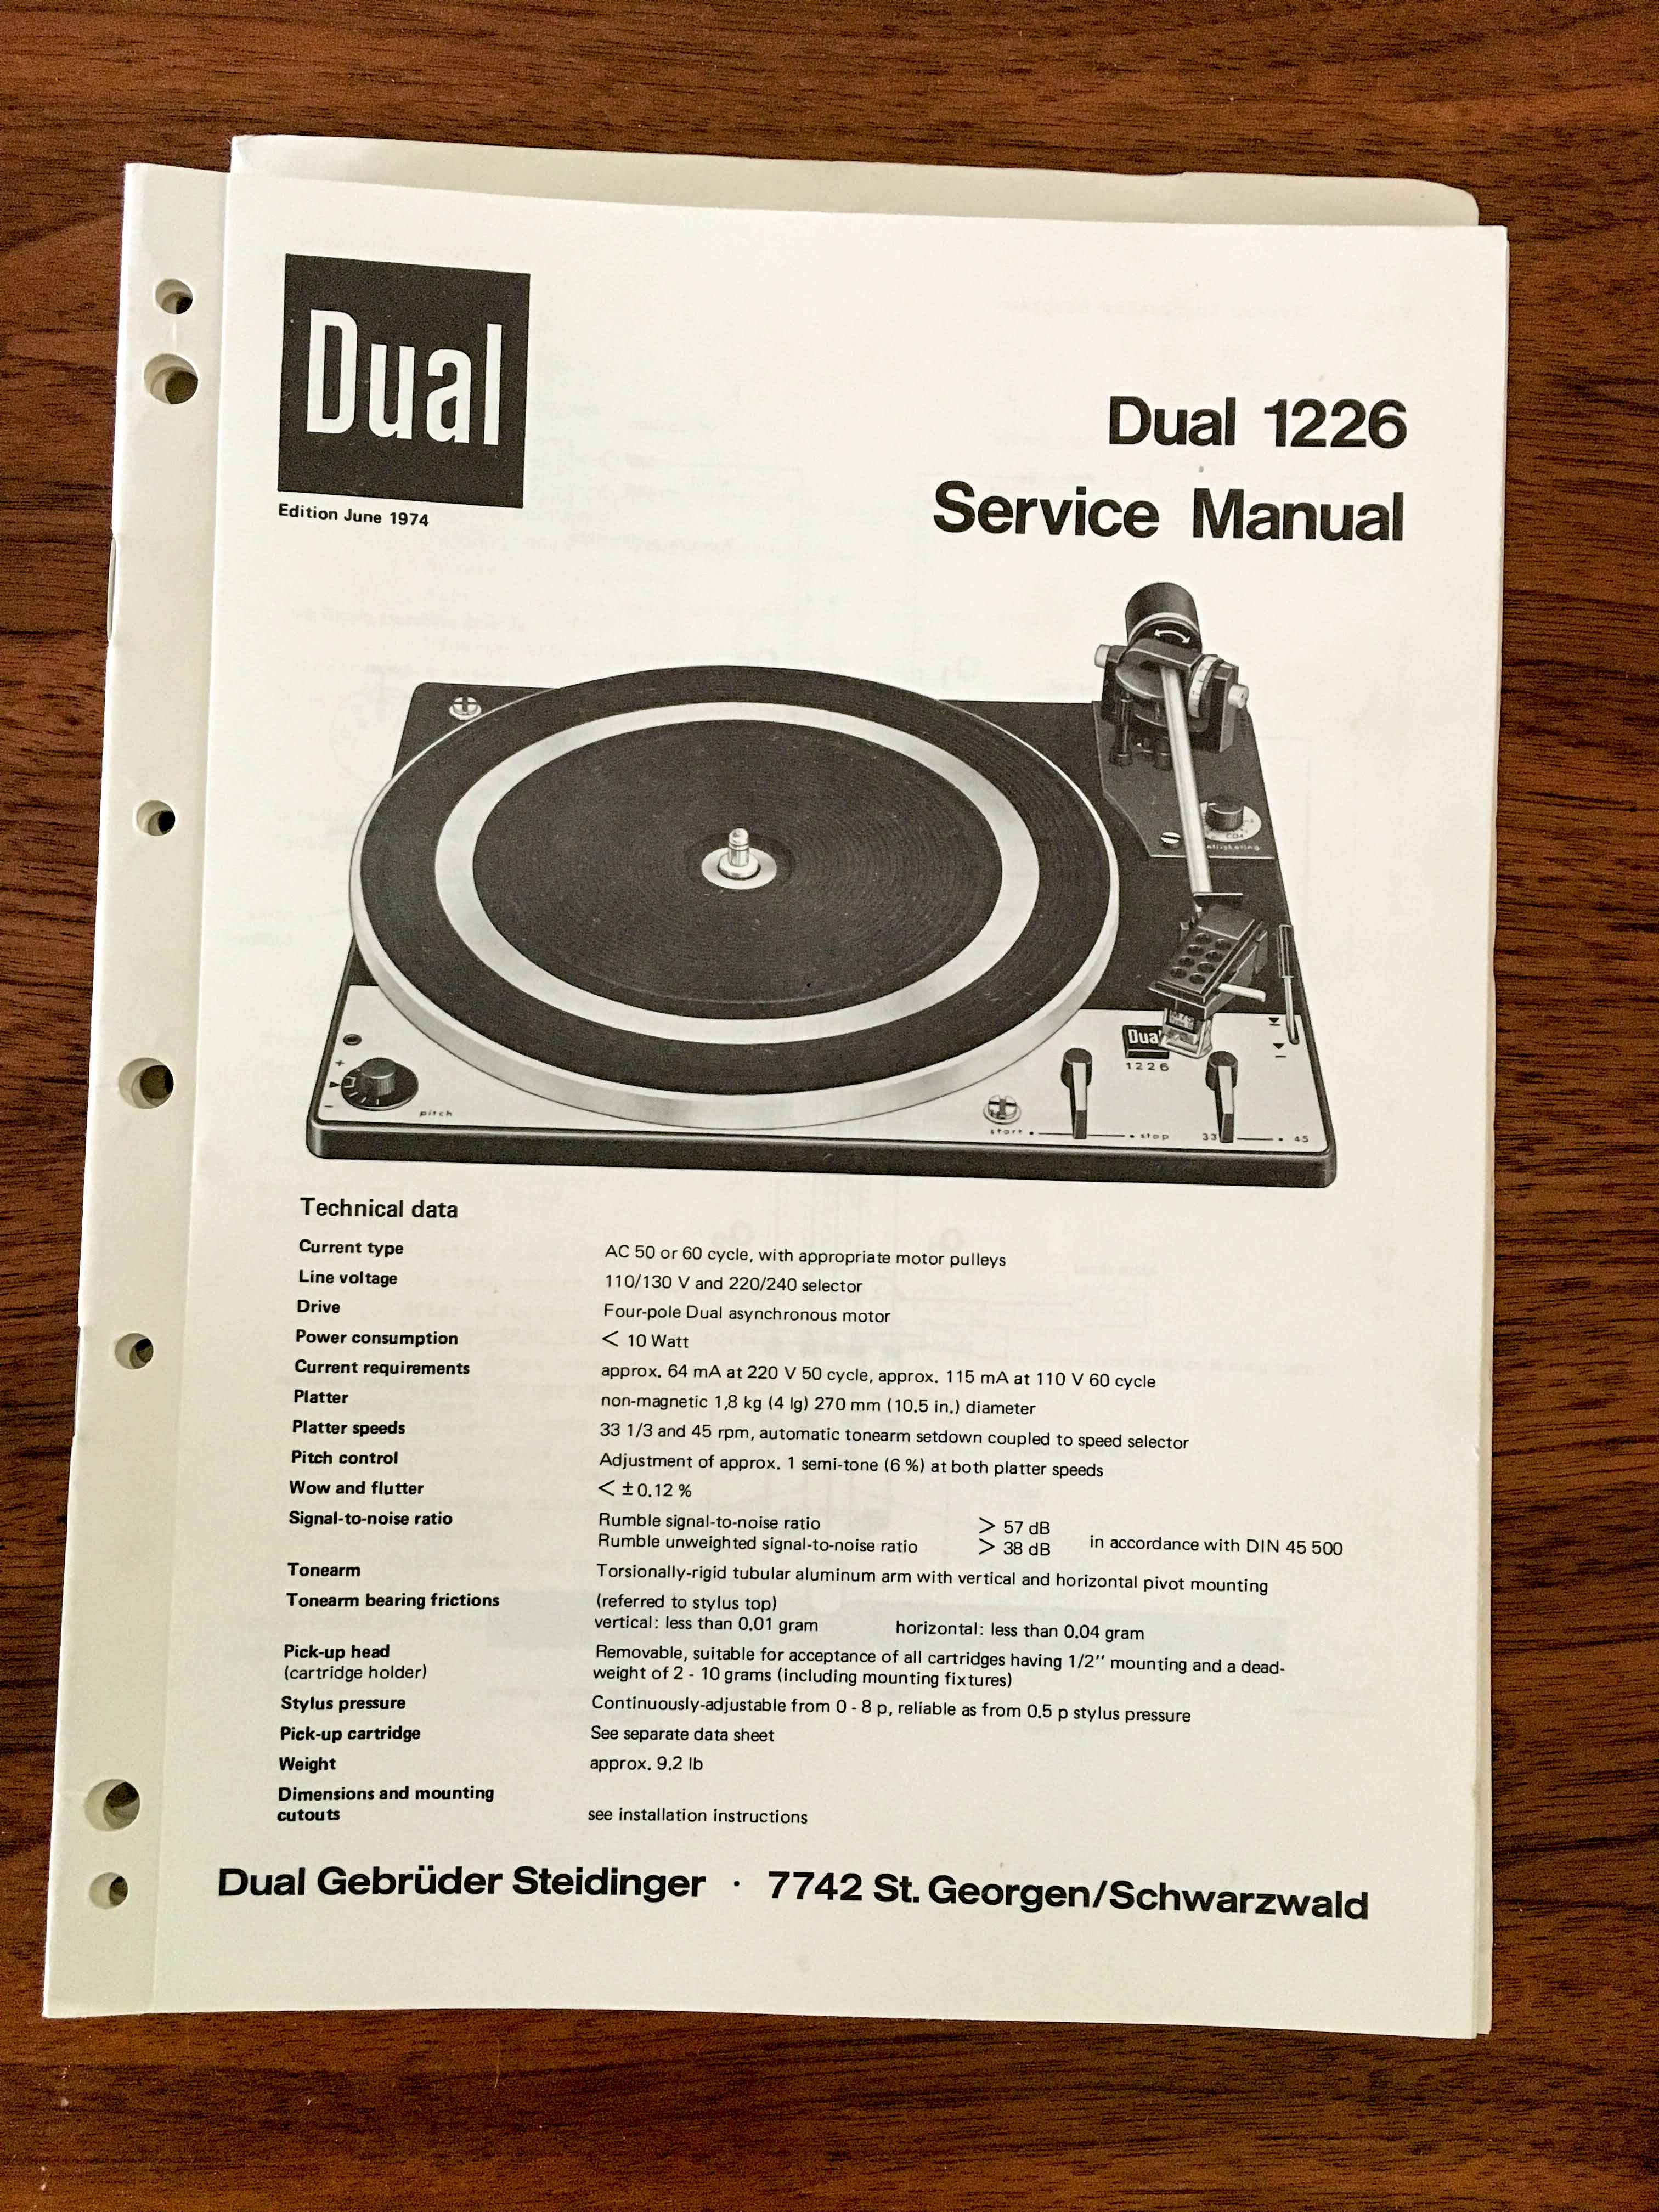 Dual
Edition June 1974
Dual 1226
Service Manual
pitch
Dual
1226
start • • stop
33 • 45
Technical data
Current type AC 50 or 60 cycle, with appropriate motor pulleys
Line voltage 110/130 V and 220/240 selector
Drive Four-pole Dual asynchronous motor
Power consumption < 10 Watt
Current requirements approx. 64 mA at 220 V 50 cycle, approx. 115 mA at 110 V 60 cycle
Platter non-magnetic 1,8 kg (4 lg) 270 mm (10.5 in.) diameter
Platter speeds 33 1/3 and 45 rpm, automatic tonearm setdown coupled to speed selector
Pitch control Adjustment of approx. 1 semi-tone (6 %) at both platter speeds
Wow and flutter < ± 0.12 %
Signal-to-noise ratio Rumble signal-to-noise ratio > 57 dB
Rumble unweighted signal-to-noise ratio > 38 dB in accordance with DIN 45 500
Tonearm Torsionally-rigid tubular aluminum arm with vertical and horizontal pivot mounting
Tonearm bearing frictions (referred to stylus top)
vertical: less than 0.01 gram horizontal: less than 0.04 gram
Pick-up head Removable, suitable for acceptance of all cartridges having 1/2" mounting and a dead-
(cartridge holder) weight of 2 - 10 grams (including mounting fixtures)
Stylus pressure Continuously-adjustable from 0 - 8 p, reliable as from 0.5 p stylus pressure
Pick-up cartridge See separate data sheet
Weight approx. 9.2 lb
Dimensions and mounting
cutouts see installation instructions
Dual Gebrüder Steidinger · 7742 St. Georgen/Schwarzwald